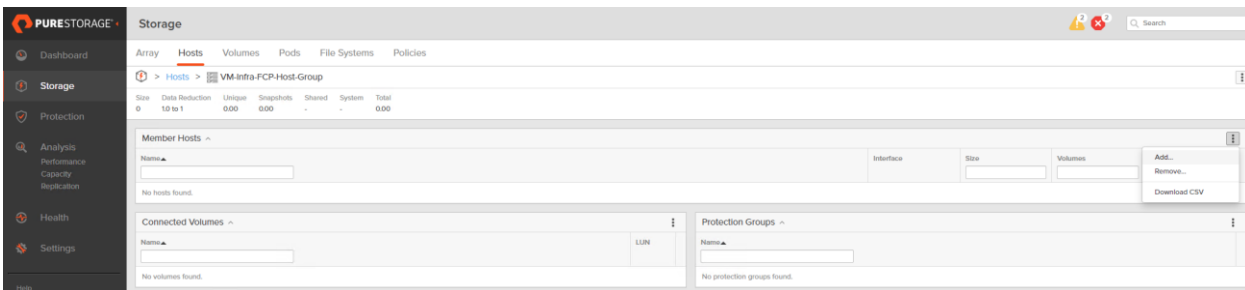 PURESTORAGE
Storage
2
2
Search
Dashboard
Array Hosts Volumes Pods File Systems Policies
Storage
> Hosts > VM-Infra-FCP-Host-Group
Size Data Reduction Unique Snapshots Shared System Total
0 1.0 to 1 0.00 0.00 - - 0.00
Protection
Member Hosts
Analysis
Performance
Capacity
Replication
Name Interface Size Volumes
Add...
Remove...
Download CSV
No hosts found.
Health
Connected Volumes
Protection Groups
Settings
Name LUN
Name
No volumes found.
No protection groups found.
Help